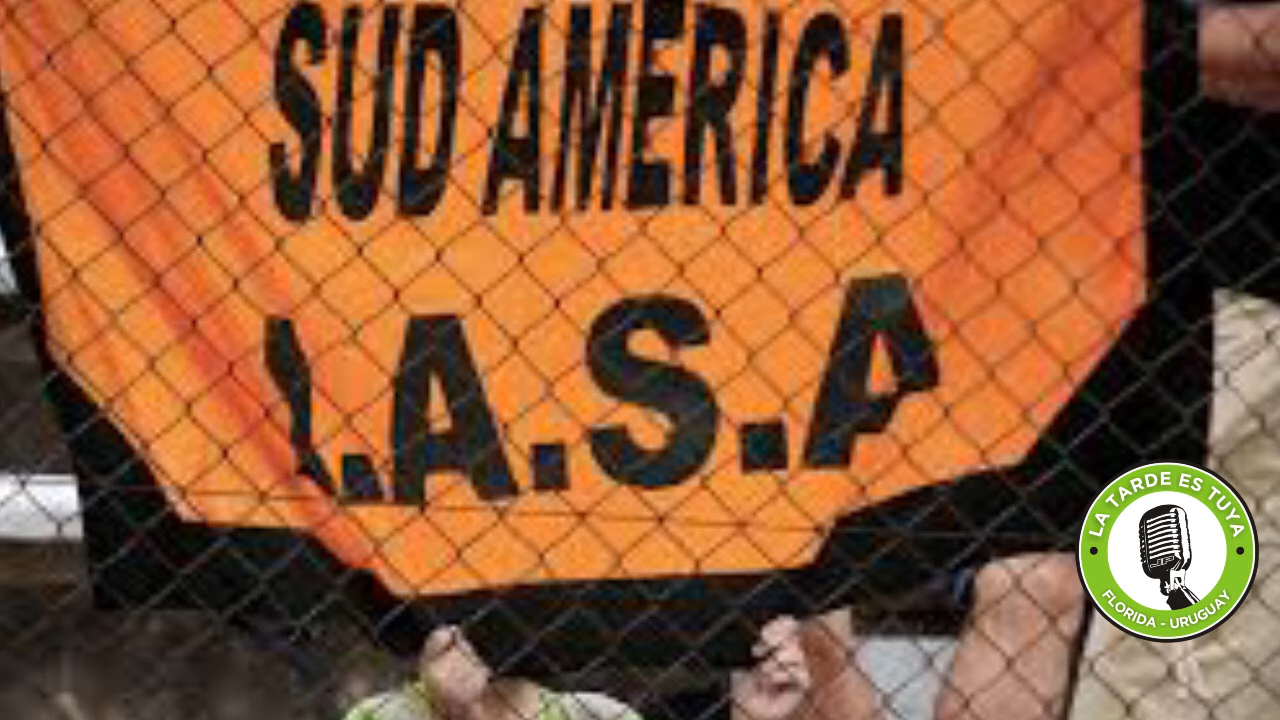 SUD AMERICA
I.A.S.A
LA TARDE ES TUYA
FLORIDA - URUGUAY